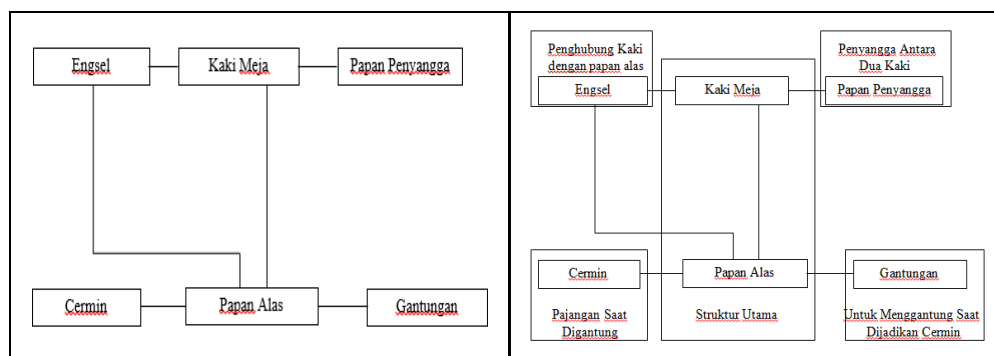 Engsel
Kaki Meja
Papan Penyangga
Cermin
Papan Alas
Gantungan
Penghubung Kaki
dengan papan alas
Engsel
Kaki Meja
Penyangga Antara
Dua Kaki
Papan Penyangga
Cermin
Pajangan Saat
Digantung
Papan Alas
Struktur Utama
Gantungan
Untuk Menggantung Saat
Dijadikan Cermin